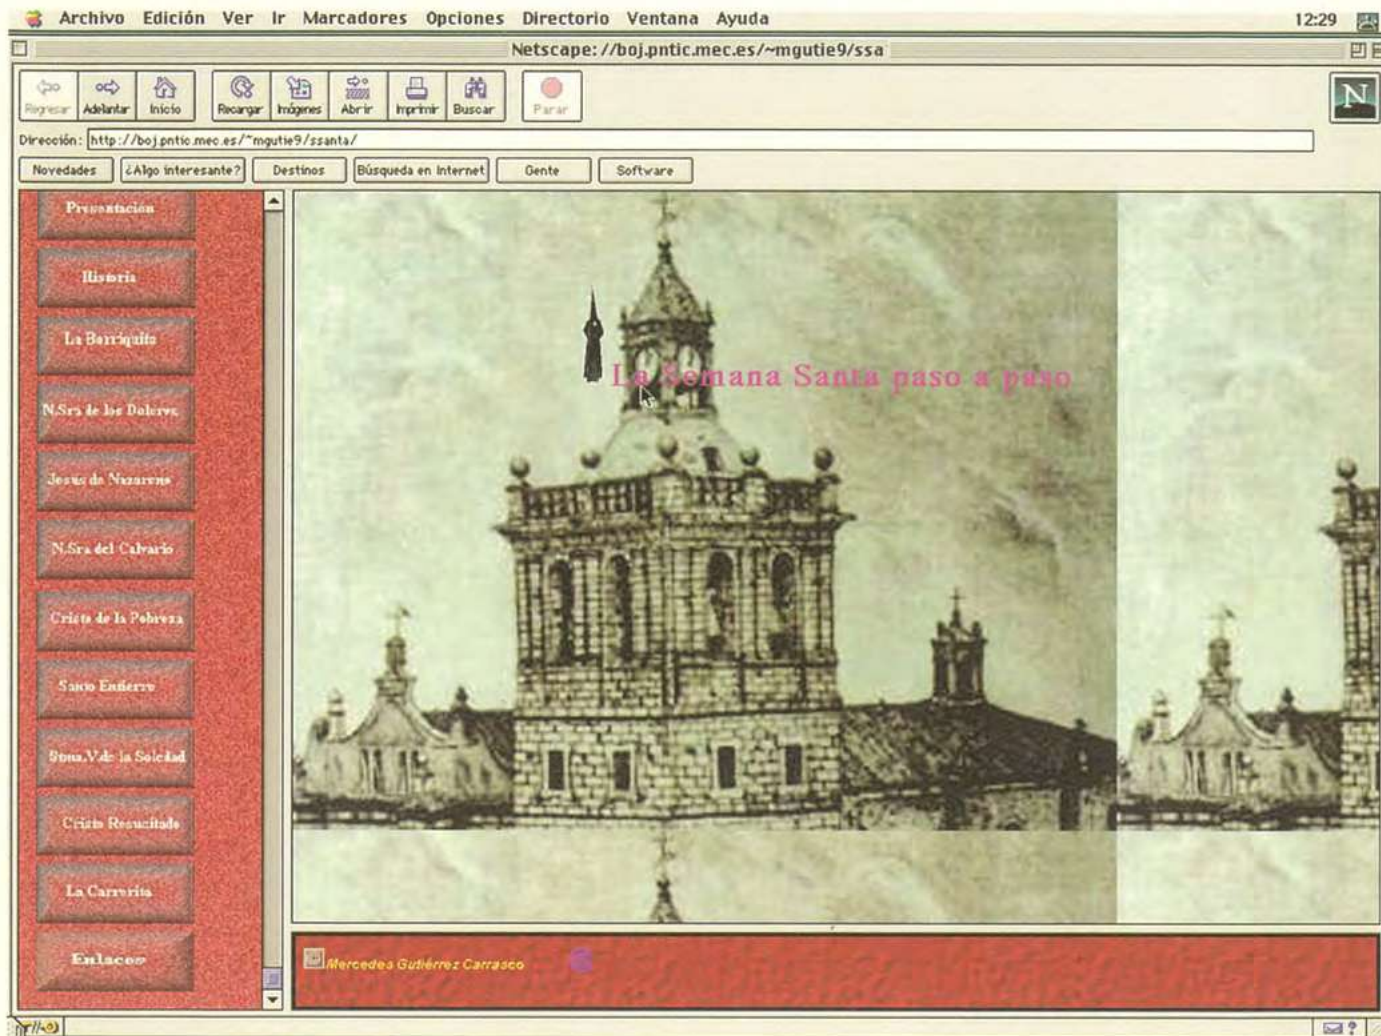 Archivo Edición Ver Ir Marcadores Opciones Directorio Ventana Ayuda
12:29
Netscape: //boj.pntic.mec.es/~mgutie9/ssa
Regresar Adelantar Inicio Recargar Imágenes Abrir Imprimir Buscar Parar
N
Dirección: http://boj.pntic.mec.es/~mgutie9/ssanta/
Novedades ¿Algo interesante? Destinos Búsqueda en Internet Gente Software
Presentación
Historia
La Borriquita
N.Sra de los Dolores
Jesus de Nazareno
N.Sra del Calvario
Cristo de la Pobreza
Santo Entierro
Stma.V.de la Soledad
Cristo Resucitado
La Carrerita
Enlaces
La Semana Santa paso a paso
Mercedes Gutiérrez Carrasco
?